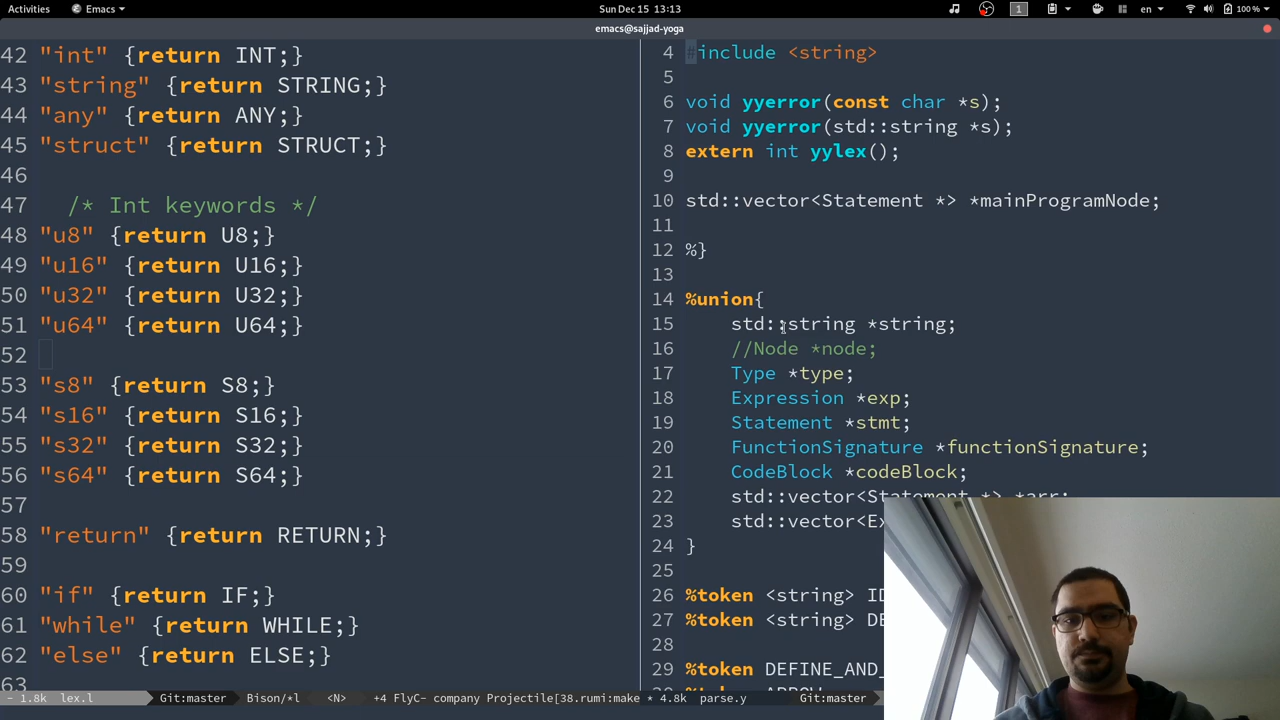 Activities Emacs Sun Dec 15 13:13 1 en 100 %
emacs@sajjad-yoga
42 "int" {return INT;}
43 "string" {return STRING;}
44 "any" {return ANY;}
45 "struct" {return STRUCT;}
46
47 /* Int keywords */
48 "u8" {return U8;}
49 "u16" {return U16;}
50 "u32" {return U32;}
51 "u64" {return U64;}
52
53 "s8" {return S8;}
54 "s16" {return S16;}
55 "s32" {return S32;}
56 "s64" {return S64;}
57
58 "return" {return RETURN;}
59
60 "if" {return IF;}
61 "while" {return WHILE;}
62 "else" {return ELSE;}
63
- 1.8k lex.l Git:master Bison/*l <N> +4 FlyC- company Projectile[38.rumi:make
4 #include <string>
5
6 void yyerror(const char *s);
7 void yyerror(std::string *s);
8 extern int yylex();
9
10 std::vector<Statement *> *mainProgramNode;
11
12 %}
13
14 %union{
15 std::string *string;
16 //Node *node;
17 Type *type;
18 Expression *exp;
19 Statement *stmt;
20 FunctionSignature *functionSignature;
21 CodeBlock *codeBlock;
22 std::vector<Statement *> *arr;
23 std::vector<Ex
24 }
25
26 %token <string> ID
27 %token <string> DE
28
29 %token DEFINE_AND_
* 4.8k parse.y Git:master